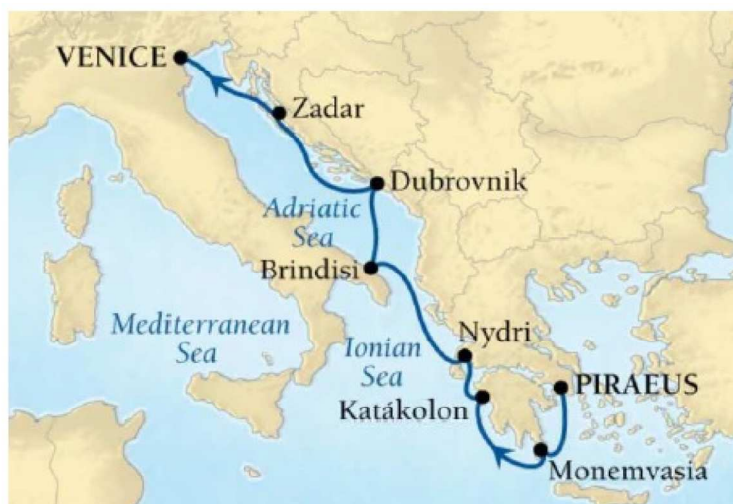 VENICE
Zadar
Dubrovnik
Adriatic
Sea
Brindisi
Mediterranean
Sea
Ionian
Sea
Nydri
PIRAEUS
Katákolon
Monemvasia